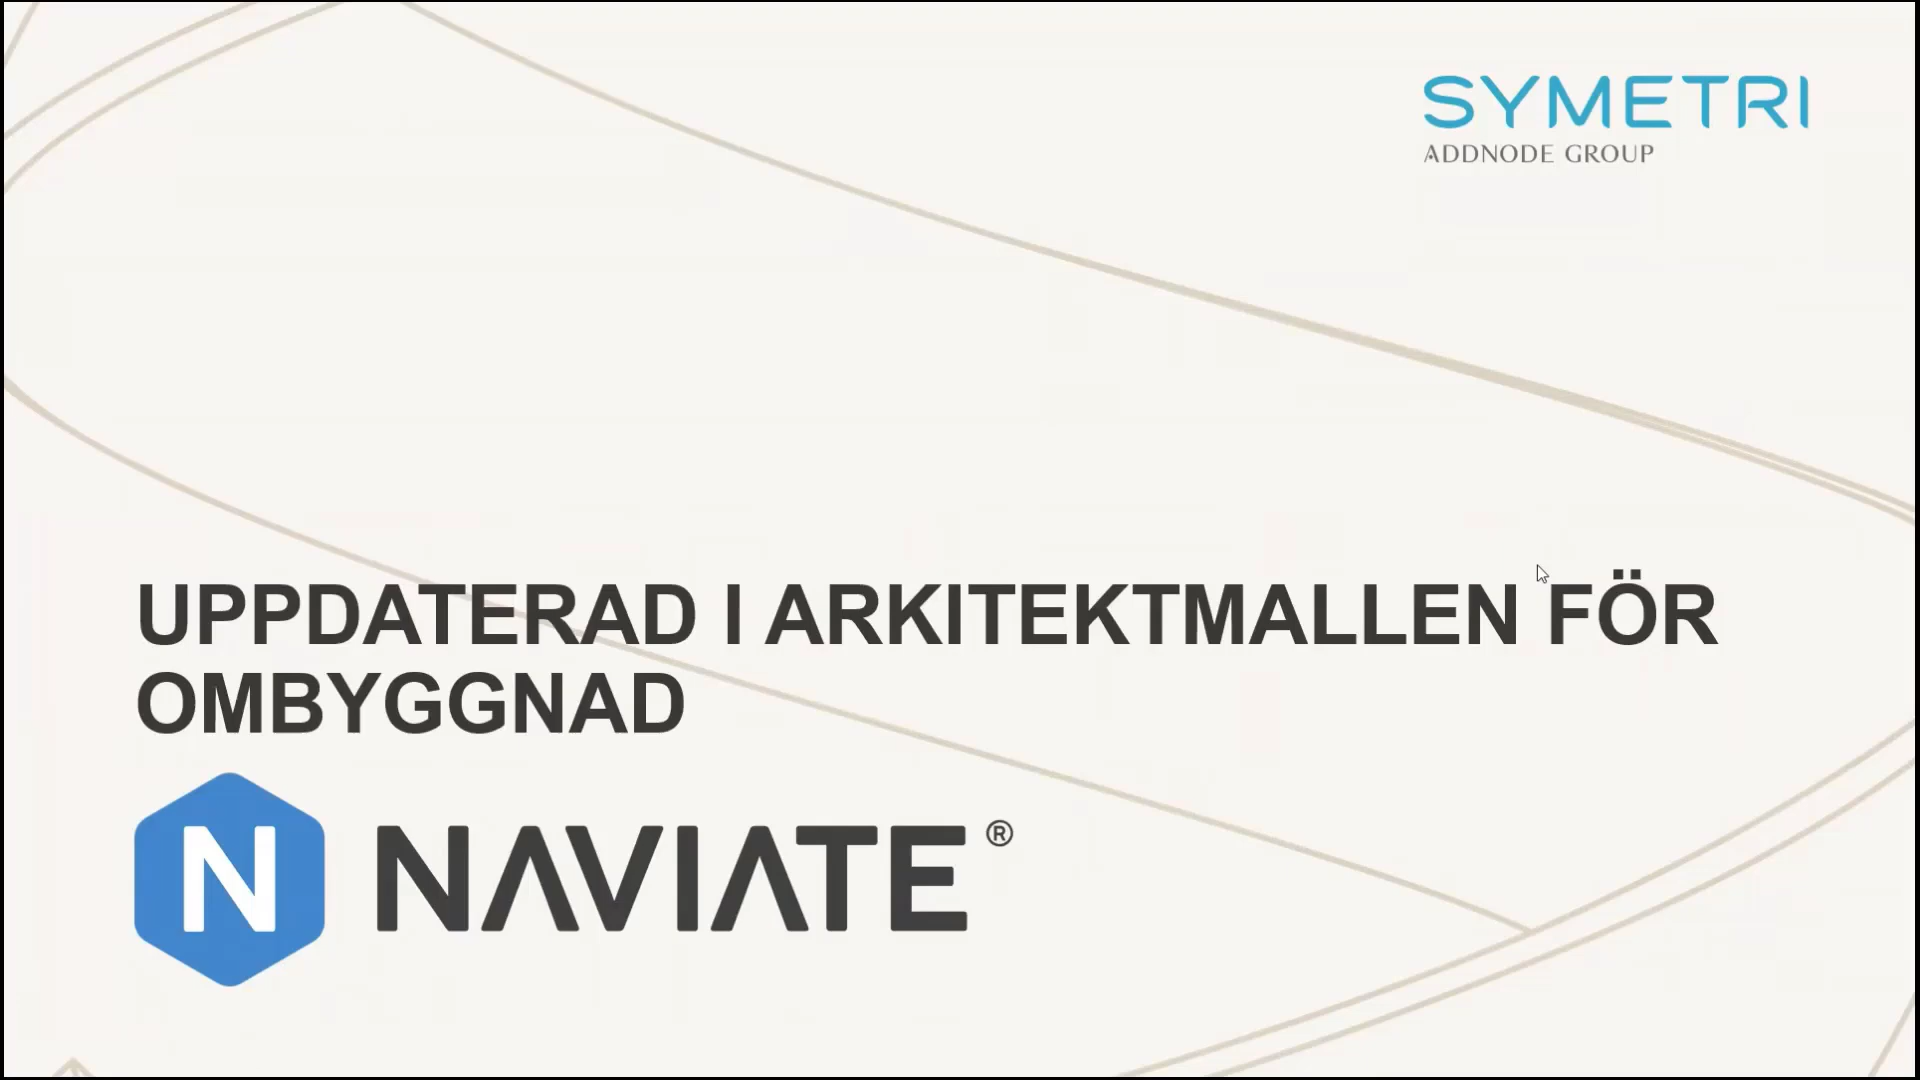 SYMETRI
ADDNODE GROUP
UPPDATERAD I ARKITEKTMALLEN FÖR
OMBYGGNAD
N NAVIATE®